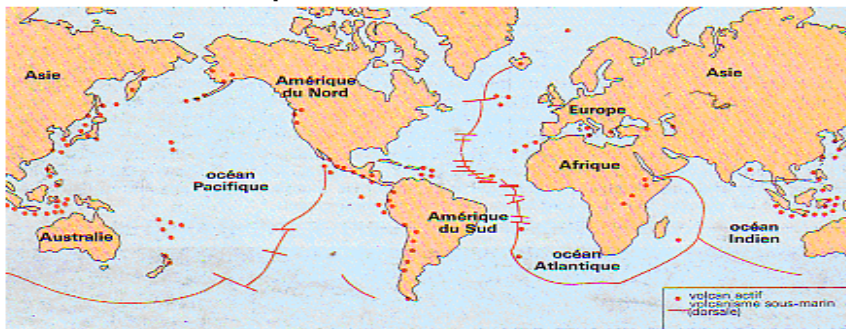 Asie
Amérique
du Nord
Europe
Asie
Afrique
océan
Pacifique
Amérique
du Sud
Australie
océan
Atlantique
océan
Indien
volcan actif
volcanisme sous-marin
(dorsale)